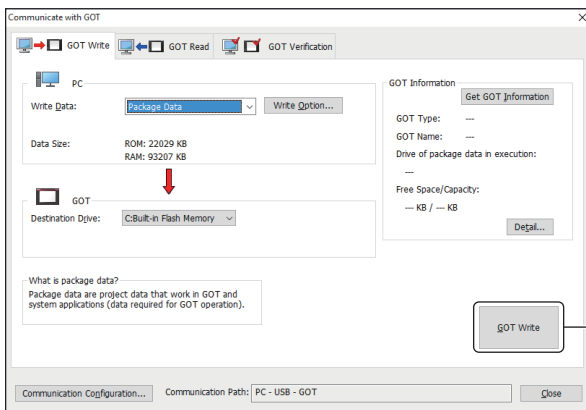 Communicate with GOT
GOT Write
GOT Read
GOT Verification
PC
Write Data:
Package Data
Write Option...
Data Size:
ROM: 22029 KB
RAM: 93207 KB
GOT
Destination Drive:
C:Built-in Flash Memory
What is package data?
Package data are project data that work in GOT and
system applications (data required for GOT operation).
GOT Information
Get GOT Information
GOT Type: ---
GOT Name: ---
Drive of package data in execution:
---
Free Space/Capacity:
--- KB / --- KB
Detail...
GOT Write
Communication Configuration...
Communication Path: PC - USB - GOT
Close